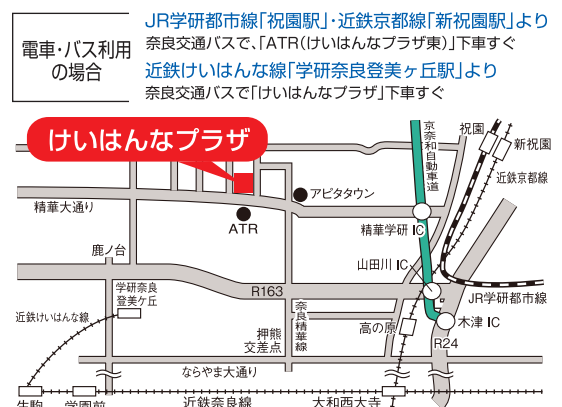 電車・バス利用
の場合
JR学研都市線「祝園駅」・近鉄京都線「新祝園駅」より
奈良交通バスで、「ATR（けいはんなプラザ東）」下車すぐ
近鉄けいはんな線「学研奈良登美ヶ丘駅」より
奈良交通バスで「けいはんなプラザ」下車すぐ
けいはんなプラザ
京奈和自動車道
祝園
新祝園
近鉄京都線
アピタタウン
精華大通り
ATR
精華学研 IC
鹿ノ台
山田川 IC
学研奈良
登美ケ丘
R163
JR学研都市線
近鉄けいはんな線
奈良精華線
押熊
交差点
高の原
木津 IC
R24
ならやま大通り
生駒
学園前
近鉄奈良線
大和西大寺